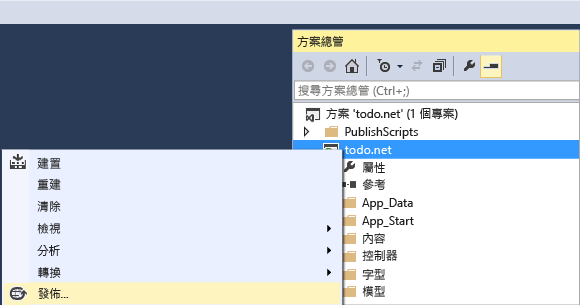 方案總管
搜尋方案總管 (Ctrl+;)
方案 'todo.net' (1 個專案)
PublishScripts
todo.net
屬性
參考
App_Data
App_Start
內容
控制器
字型
模型
建置
重建
清除
檢視
分析
轉換
發佈...